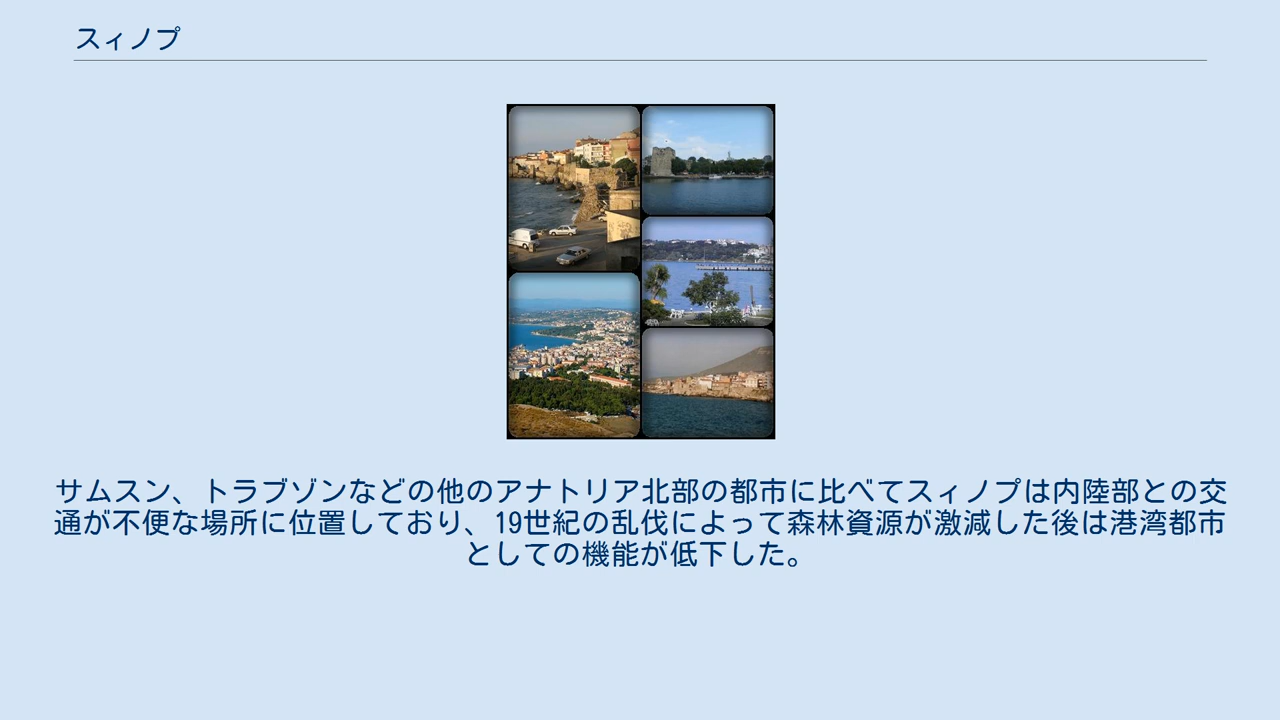 スィノプ
サムスン、トラブゾンなどの他のアナトリア北部の都市に比べてスィノプは内陸部との交
通が不便な場所に位置しており、19世紀の乱伐によって森林資源が激減した後は港湾都市
としての機能が低下した。